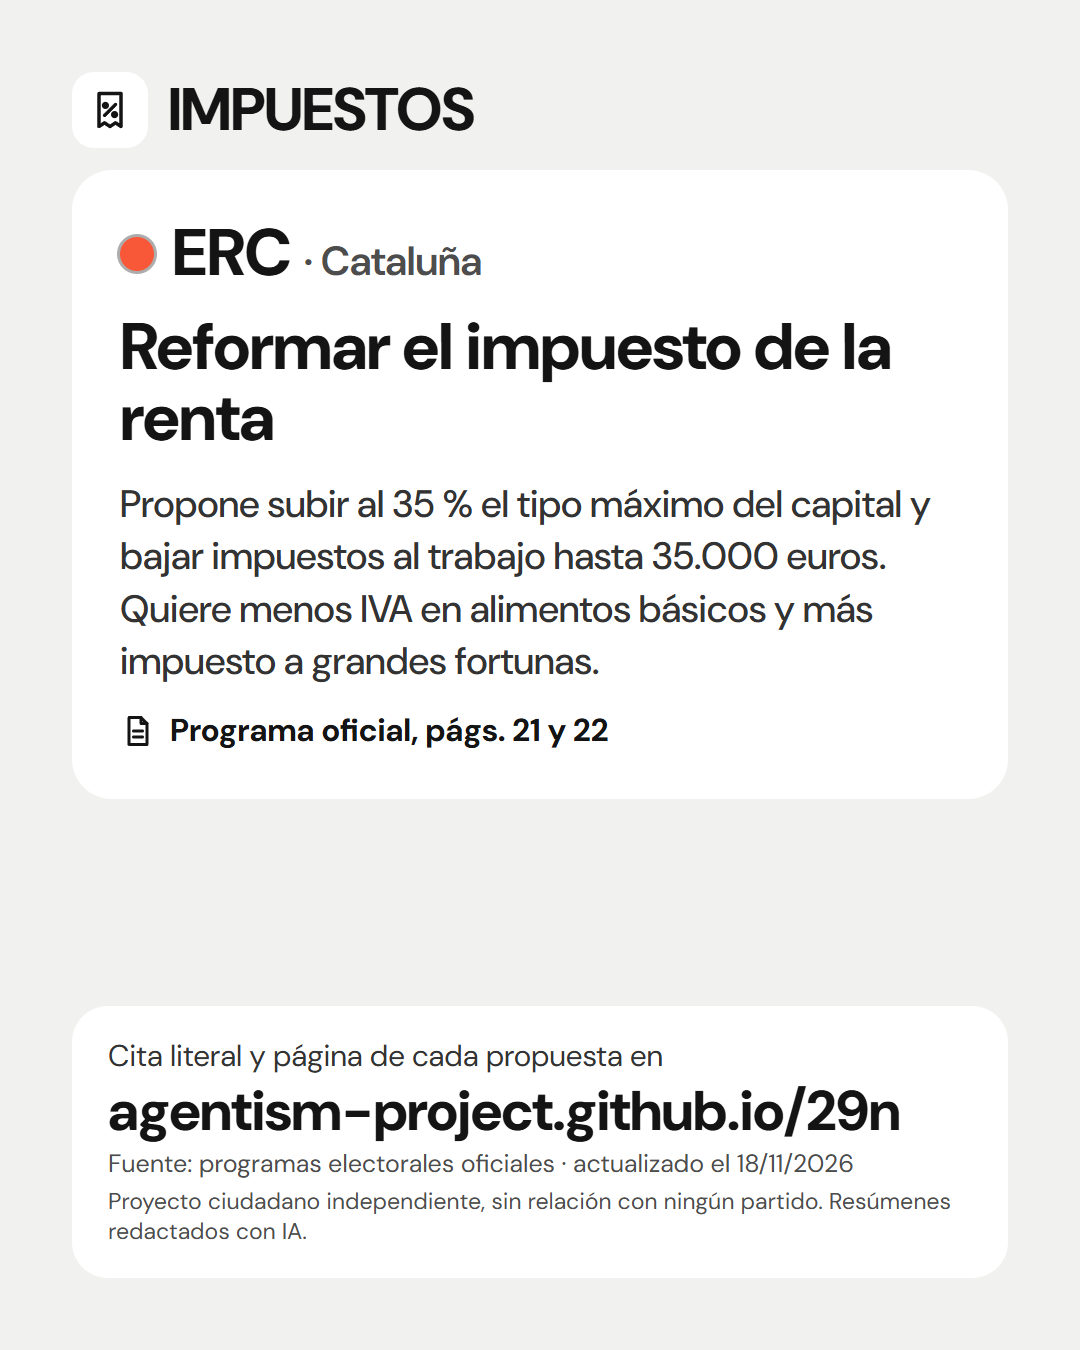 IMPUESTOS
ERC · Cataluña
Reformar el impuesto de la
renta
Propone subir al 35 % el tipo máximo del capital y
bajar impuestos al trabajo hasta 35.000 euros.
Quiere menos IVA en alimentos básicos y más
impuesto a grandes fortunas.
Programa oficial, págs. 21 y 22
Cita literal y página de cada propuesta en
agentism-project.github.io/29n
Fuente: programas electorales oficiales · actualizado el 18/11/2026
Proyecto ciudadano independiente, sin relación con ningún partido. Resúmenes
redactados con IA.